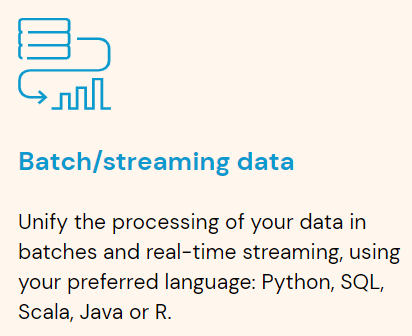 Batch/streaming data
Unify the processing of your data in
batches and real-time streaming, using
your preferred language: Python, SQL,
Scala, Java or R.